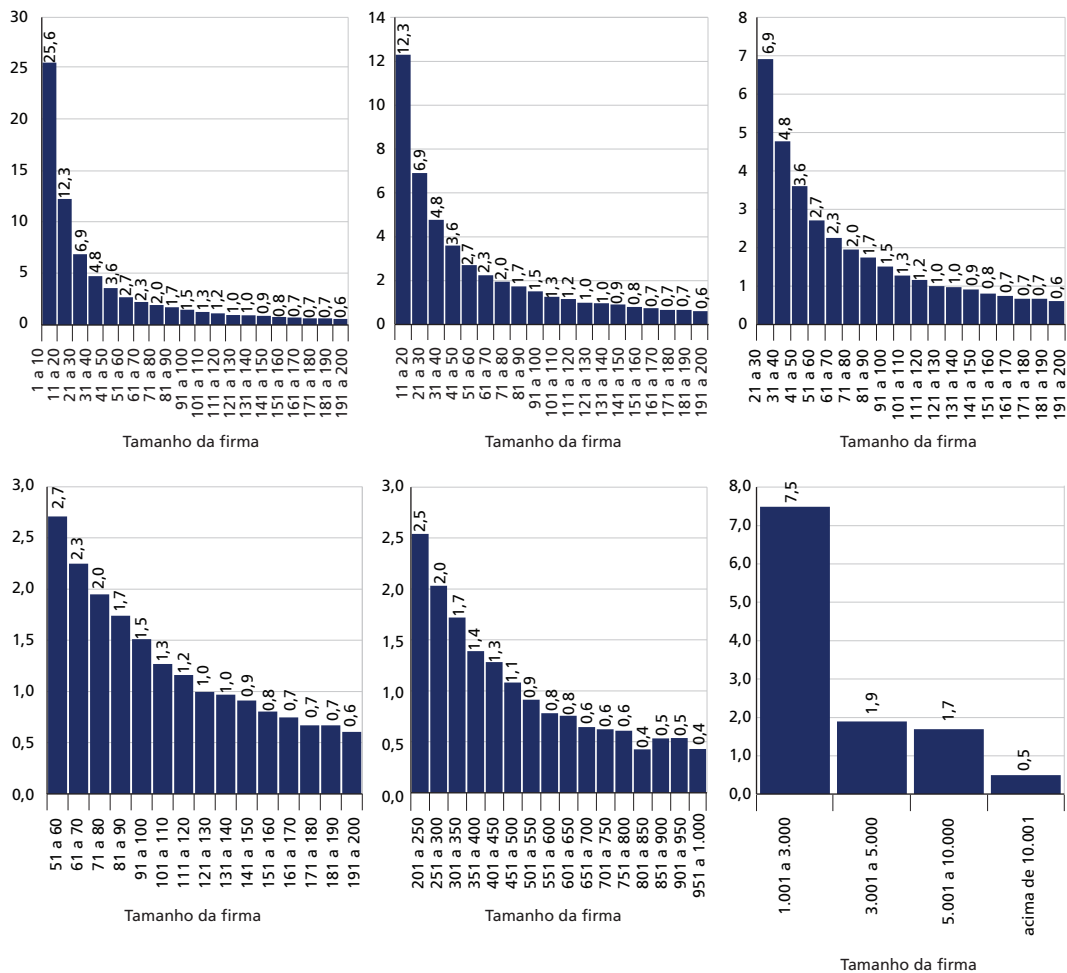 30
25
20
15
10
5
0
25,6
12,3
6,9
4,8
3,6
2,7
2,3
2,0
1,7
1,5
1,3
1,2
1,0
1,0
0,9
0,8
0,7
0,7
0,7
0,6
1 a 10
11 a 20
21 a 30
31 a 40
41 a 50
51 a 60
61 a 70
71 a 80
81 a 90
91 a 100
101 a 110
111 a 120
121 a 130
131 a 140
141 a 150
151 a 160
161 a 170
171 a 180
181 a 190
191 a 200
Tamanho da firma
14
12
10
8
6
4
2
0
12,3
6,9
4,8
3,6
2,7
2,3
2,0
1,7
1,5
1,3
1,2
1,0
1,0
0,9
0,8
0,7
0,7
0,7
0,6
11 a 20
21 a 30
31 a 40
41 a 50
51 a 60
61 a 70
71 a 80
81 a 90
91 a 100
101 a 110
111 a 120
121 a 130
131 a 140
141 a 150
151 a 160
161 a 170
171 a 180
181 a 190
191 a 200
Tamanho da firma
8
7
6
5
4
3
2
1
0
6,9
4,8
3,6
2,7
2,3
2,0
1,7
1,5
1,3
1,2
1,0
1,0
0,9
0,8
0,7
0,7
0,7
0,6
21 a 30
31 a 40
41 a 50
51 a 60
61 a 70
71 a 80
81 a 90
91 a 100
101 a 110
111 a 120
121 a 130
131 a 140
141 a 150
151 a 160
161 a 170
171 a 180
181 a 190
191 a 200
Tamanho da firma
3,0
2,5
2,0
1,5
1,0
0,5
0,0
2,7
2,3
2,0
1,7
1,5
1,3
1,2
1,0
1,0
0,9
0,8
0,7
0,7
0,7
0,6
51 a 60
61 a 70
71 a 80
81 a 90
91 a 100
101 a 110
111 a 120
121 a 130
131 a 140
141 a 150
151 a 160
161 a 170
171 a 180
181 a 190
191 a 200
Tamanho da firma
3,0
2,5
2,0
1,5
1,0
0,5
0,0
2,5
2,0
1,7
1,4
1,3
1,1
0,9
0,8
0,8
0,6
0,6
0,6
0,4
0,5
0,5
0,4
201 a 250
251 a 300
301 a 350
351 a 400
401 a 450
451 a 500
501 a 550
551 a 600
601 a 650
651 a 700
701 a 750
751 a 800
801 a 850
851 a 900
901 a 950
951 a 1.000
Tamanho da firma
8,0
7,0
6,0
5,0
4,0
3,0
2,0
1,0
0,0
7,5
1,9
1,7
0,5
1.001 a 3.000
3.001 a 5.000
5.001 a 10.000
acima de 10.001
Tamanho da firma